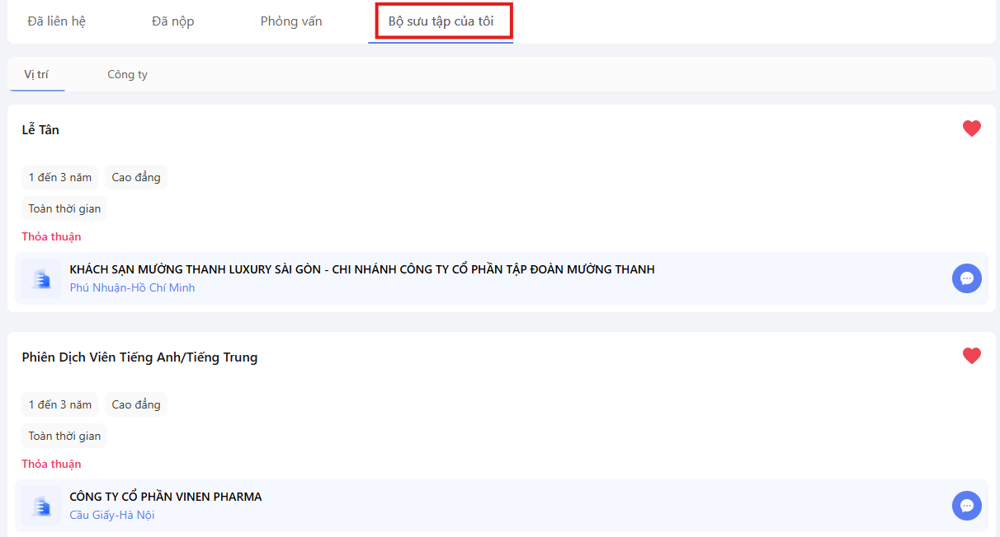 Đã liên hệ Đã nộp Phỏng vấn Bộ sưu tập của tôi
Vị trí Công ty
Lễ Tân
1 đến 3 năm Cao đẳng
Toàn thời gian
Thỏa thuận
KHÁCH SẠN MƯỜNG THANH LUXURY SÀI GÒN - CHI NHÁNH CÔNG TY CỔ PHẦN TẬP ĐOÀN MƯỜNG THANH
Phú Nhuận-Hồ Chí Minh
Phiên Dịch Viên Tiếng Anh/Tiếng Trung
1 đến 3 năm Cao đẳng
Toàn thời gian
Thỏa thuận
CÔNG TY CỔ PHẦN VINEN PHARMA
Cầu Giấy-Hà Nội